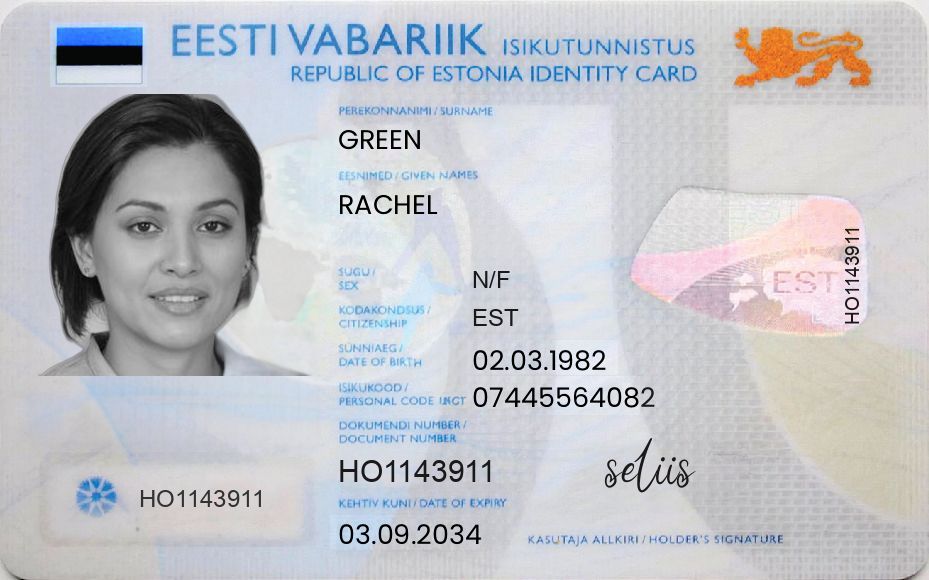 EESTI VABARIIK ISIKUTUNNISTUS
REPUBLIC OF ESTONIA IDENTITY CARD
PEREKONNANIMI / SURNAME
GREEN
EESNIMED / GIVEN NAMES
RACHEL
SUGU /
SEX
N/F
KODAKONDSUS /
CITIZENSHIP
EST
SÜNNIAEG /
DATE OF BIRTH
02.03.1982
ISIKUKOOD /
PERSONAL CODE
07445564082
DOKUMENDI NUMBER /
DOCUMENT NUMBER
HO1143911
KEHTIV KUNI / DATE OF EXPIRY
03.09.2034
HO1143911
EST
HO1143911
seliis
KASUTAJA ALLKIRI / HOLDER'S SIGNATURE